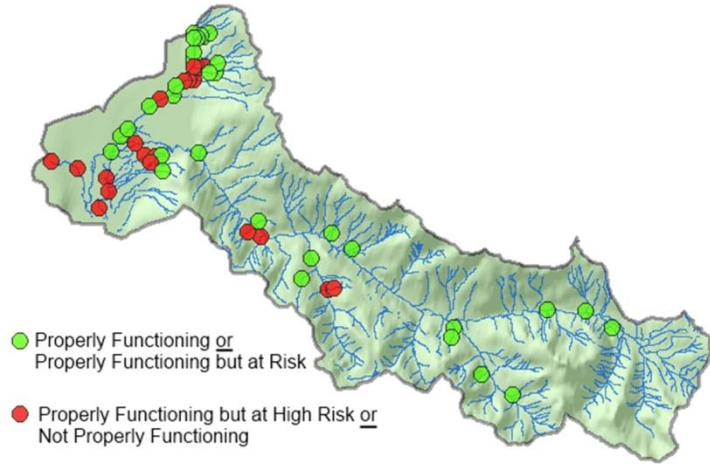 Properly Functioning or
Properly Functioning but at Risk
Properly Functioning but at High Risk or
Not Properly Functioning